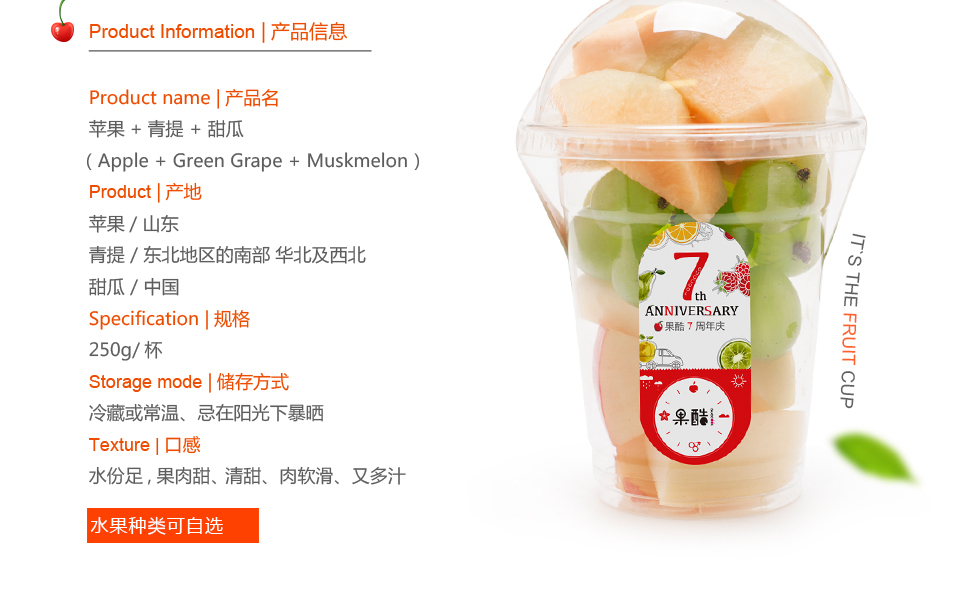 Product Information | 产品信息
Product name | 产品名
苹果 + 青提 + 甜瓜
( Apple + Green Grape + Muskmelon )
Product | 产地
苹果 / 山东
青提 / 东北地区的南部 华北及西北
甜瓜 / 中国
Specification | 规格
250g/ 杯
Storage mode | 储存方式
冷藏或常温、忌在阳光下暴晒
Texture | 口感
水份足 , 果肉甜、清甜、肉软滑、又多汁
水果种类可自选
7th
ANNIVERSARY
果酷 7 周年庆
果酷
IT'S THE FRUIT CUP